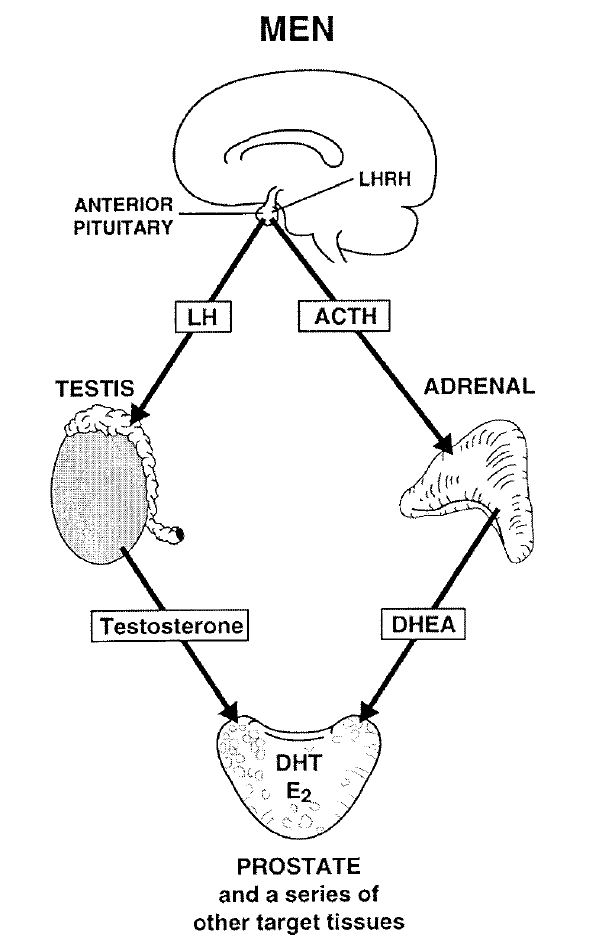 MEN
LHRH
ANTERIOR
PITUITARY
LH
ACTH
TESTIS
ADRENAL
Testosterone
DHEA
DHT
E2
PROSTATE
and a series of
other target tissues